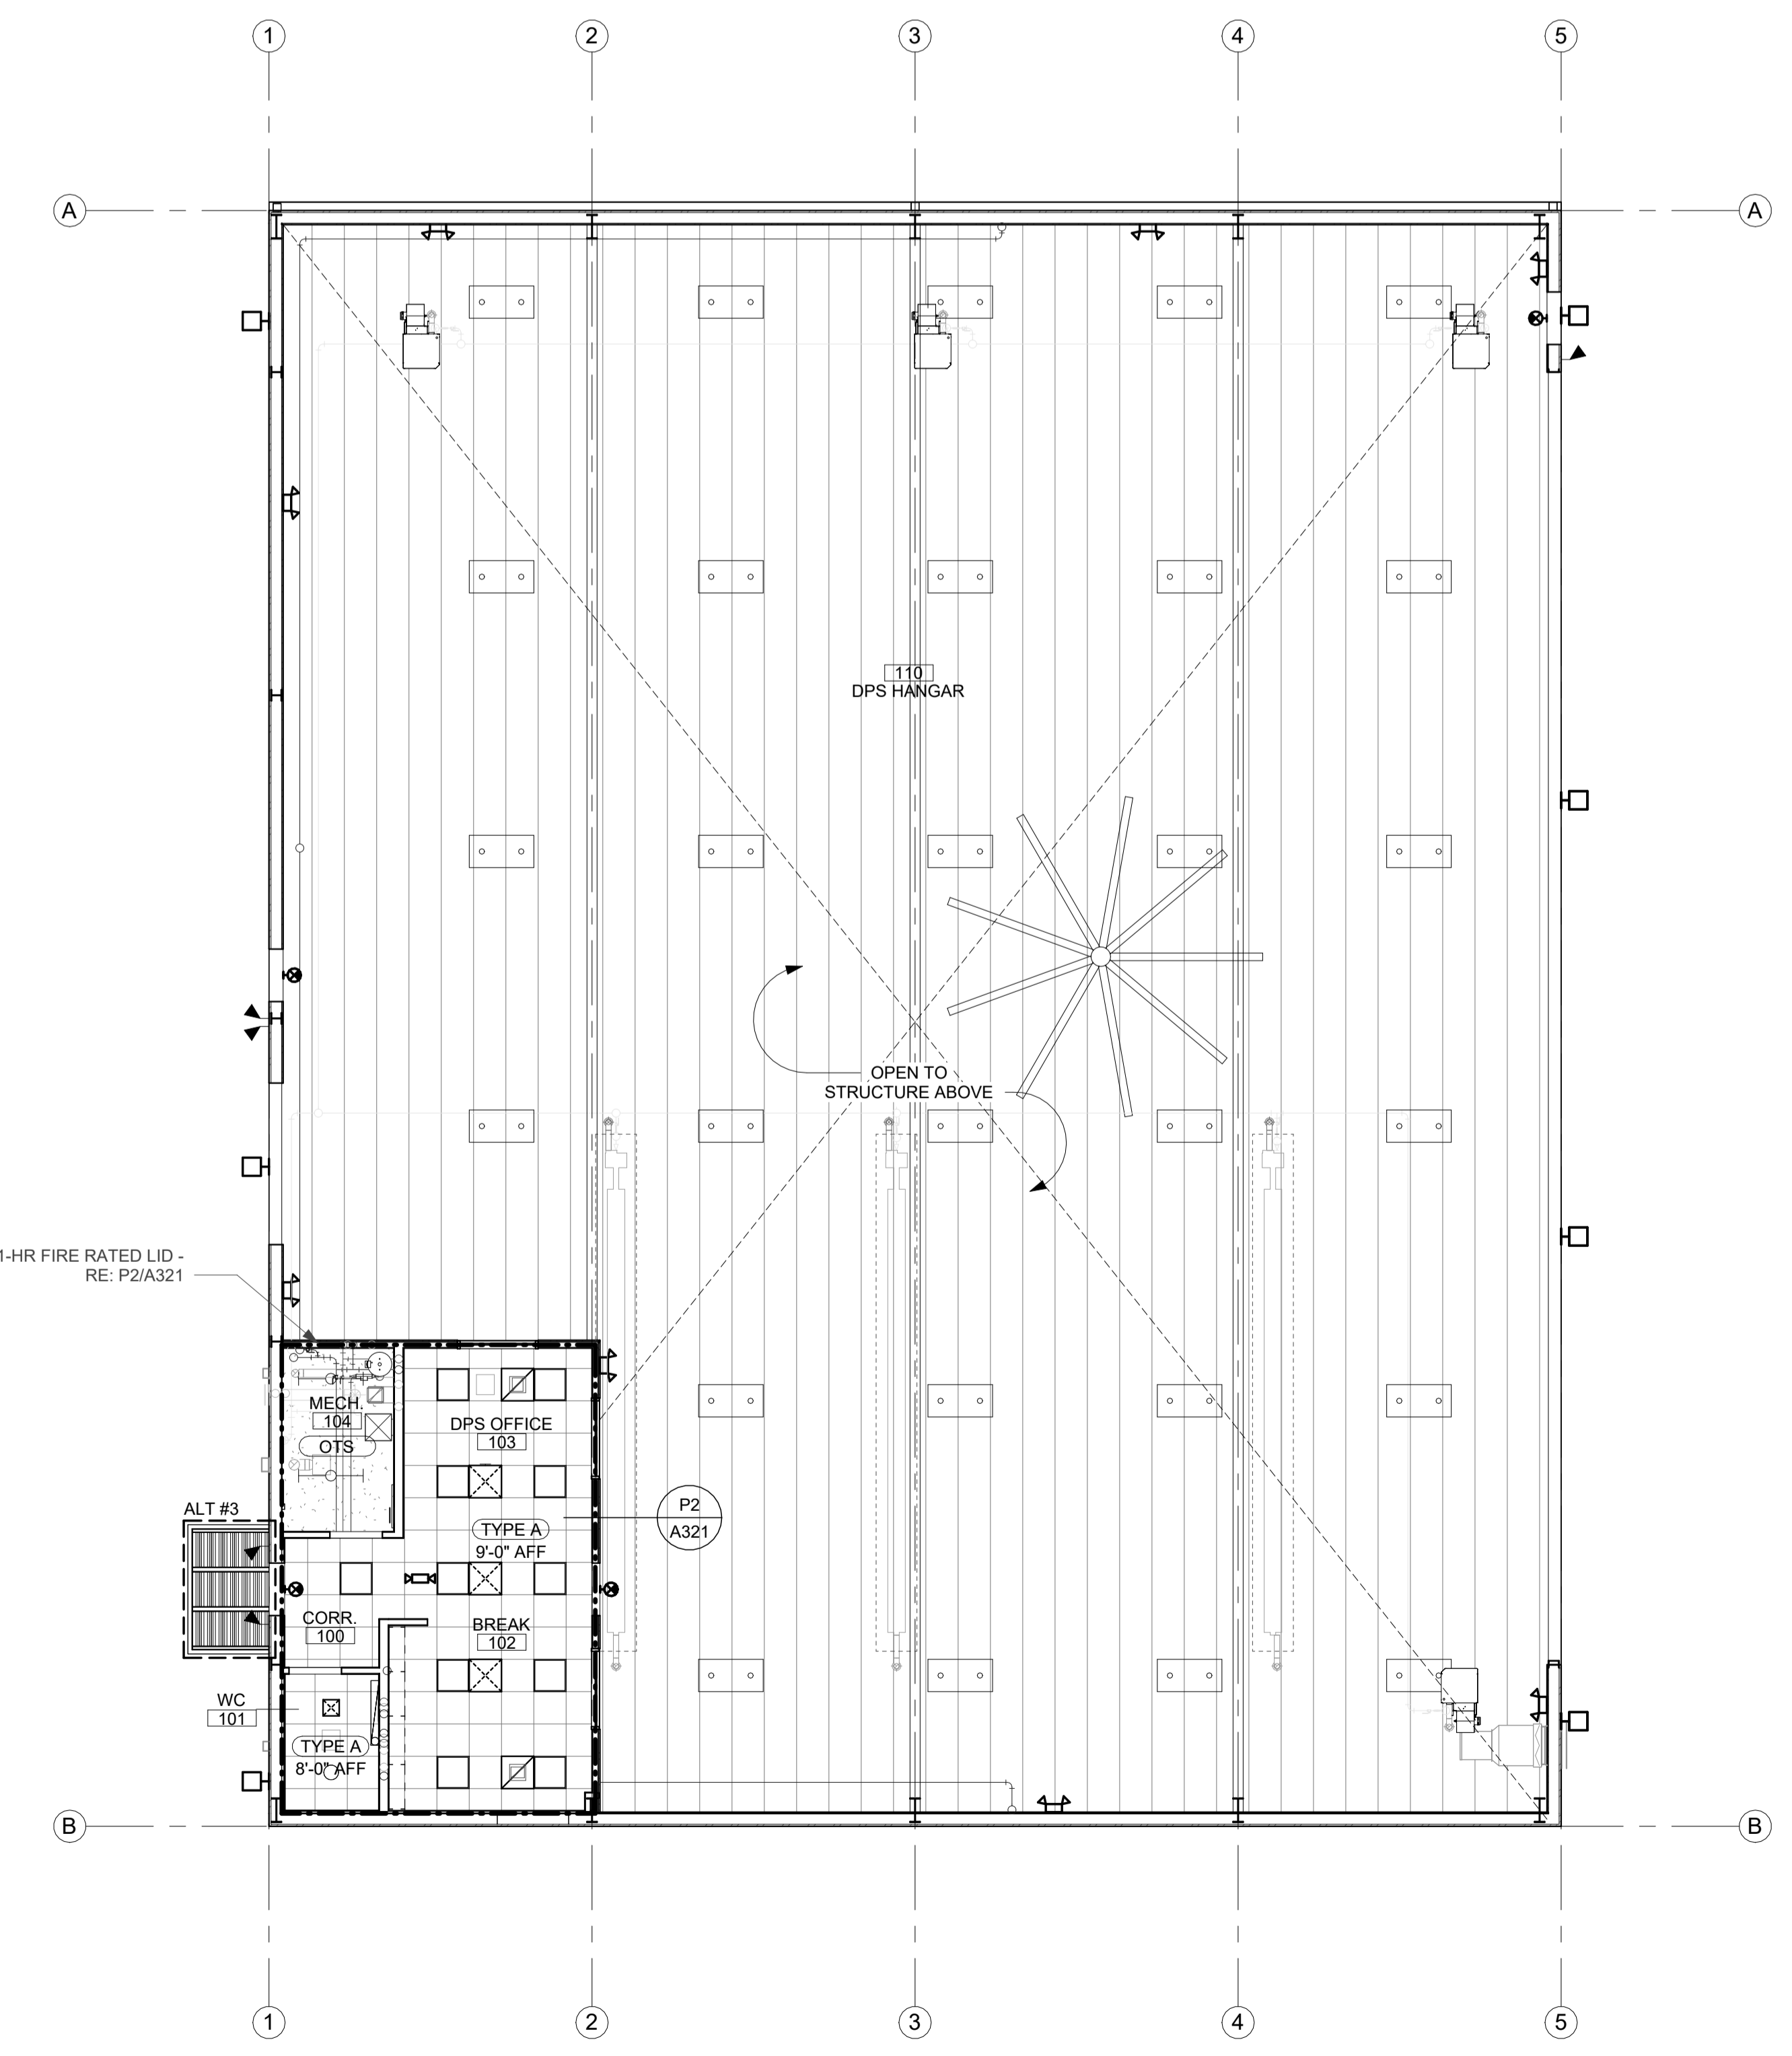 1 2 3 4 5
A A
110
DPS HANGAR
OPEN TO
STRUCTURE ABOVE
1-HR FIRE RATED LID -
RE: P2/A321
MECH.
104
OTS
DPS OFFICE
103
P2
A321
ALT #3
TYPE A
9'-0" AFF
CORR.
100
BREAK
102
WC
101
TYPE A
8'-0" AFF
B B
1 2 3 4 5